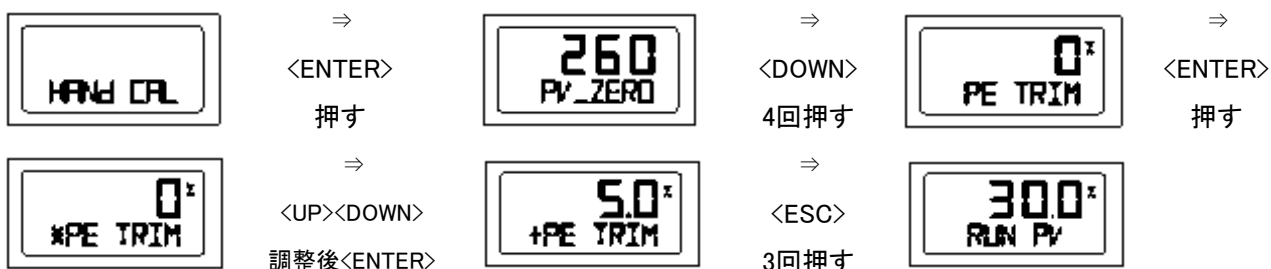 ⇒ ⇒ ⇒
HANd CAL <ENTER> 260 <DOWN> 0% <ENTER>
押す PV_ZERO 4回押す PE TRIM 押す
⇒ ⇒
0% <UP><DOWN> 5.0% <ESC> 30.0%
*PE TRIM 調整後<ENTER> +PE TRIM 3回押す RUN PV